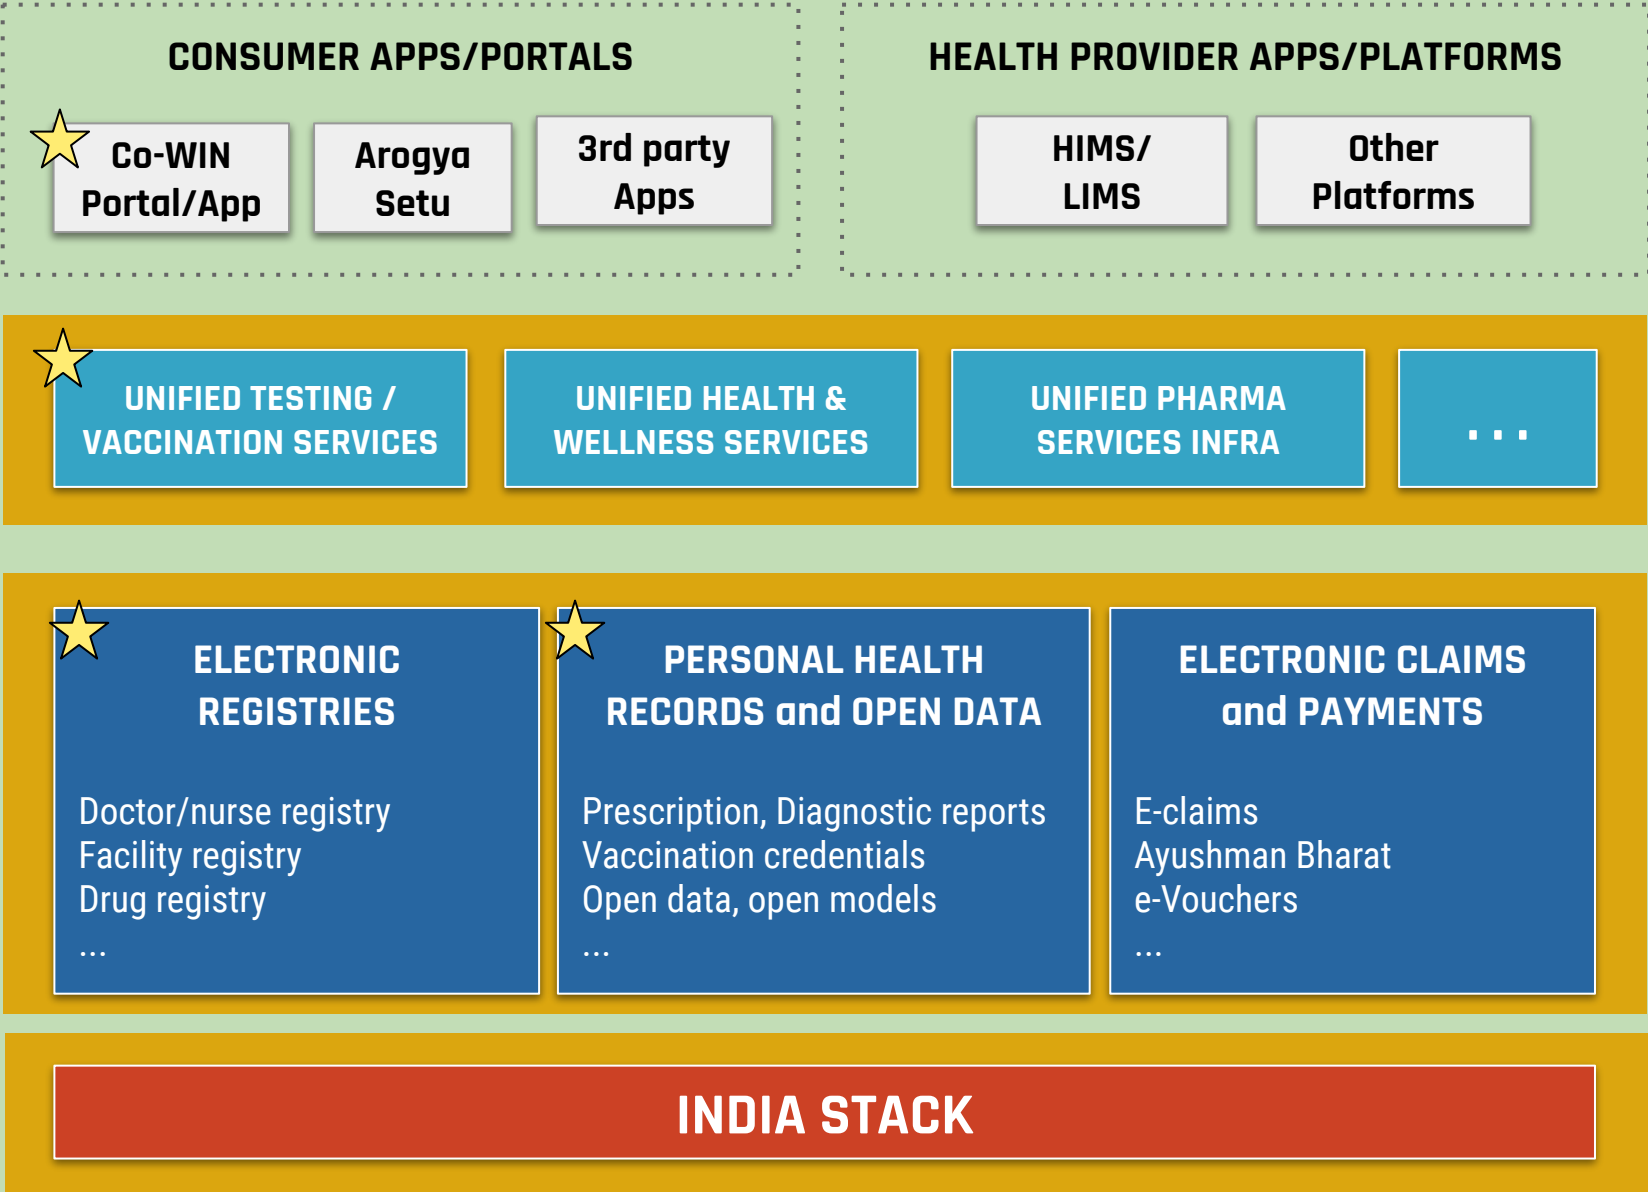 CONSUMER APPS/PORTALS
Co-WIN
Portal/App
Arogya
Setu
3rd party
Apps
HEALTH PROVIDER APPS/PLATFORMS
HIMS/
LIMS
Other
Platforms
UNIFIED TESTING /
VACCINATION SERVICES
UNIFIED HEALTH &
WELLNESS SERVICES
UNIFIED PHARMA
SERVICES INFRA
...
ELECTRONIC
REGISTRIES
Doctor/nurse registry
Facility registry
Drug registry
...
PERSONAL HEALTH
RECORDS and OPEN DATA
Prescription, Diagnostic reports
Vaccination credentials
Open data, open models
...
ELECTRONIC CLAIMS
and PAYMENTS
E-claims
Ayushman Bharat
e-Vouchers
...
INDIA STACK